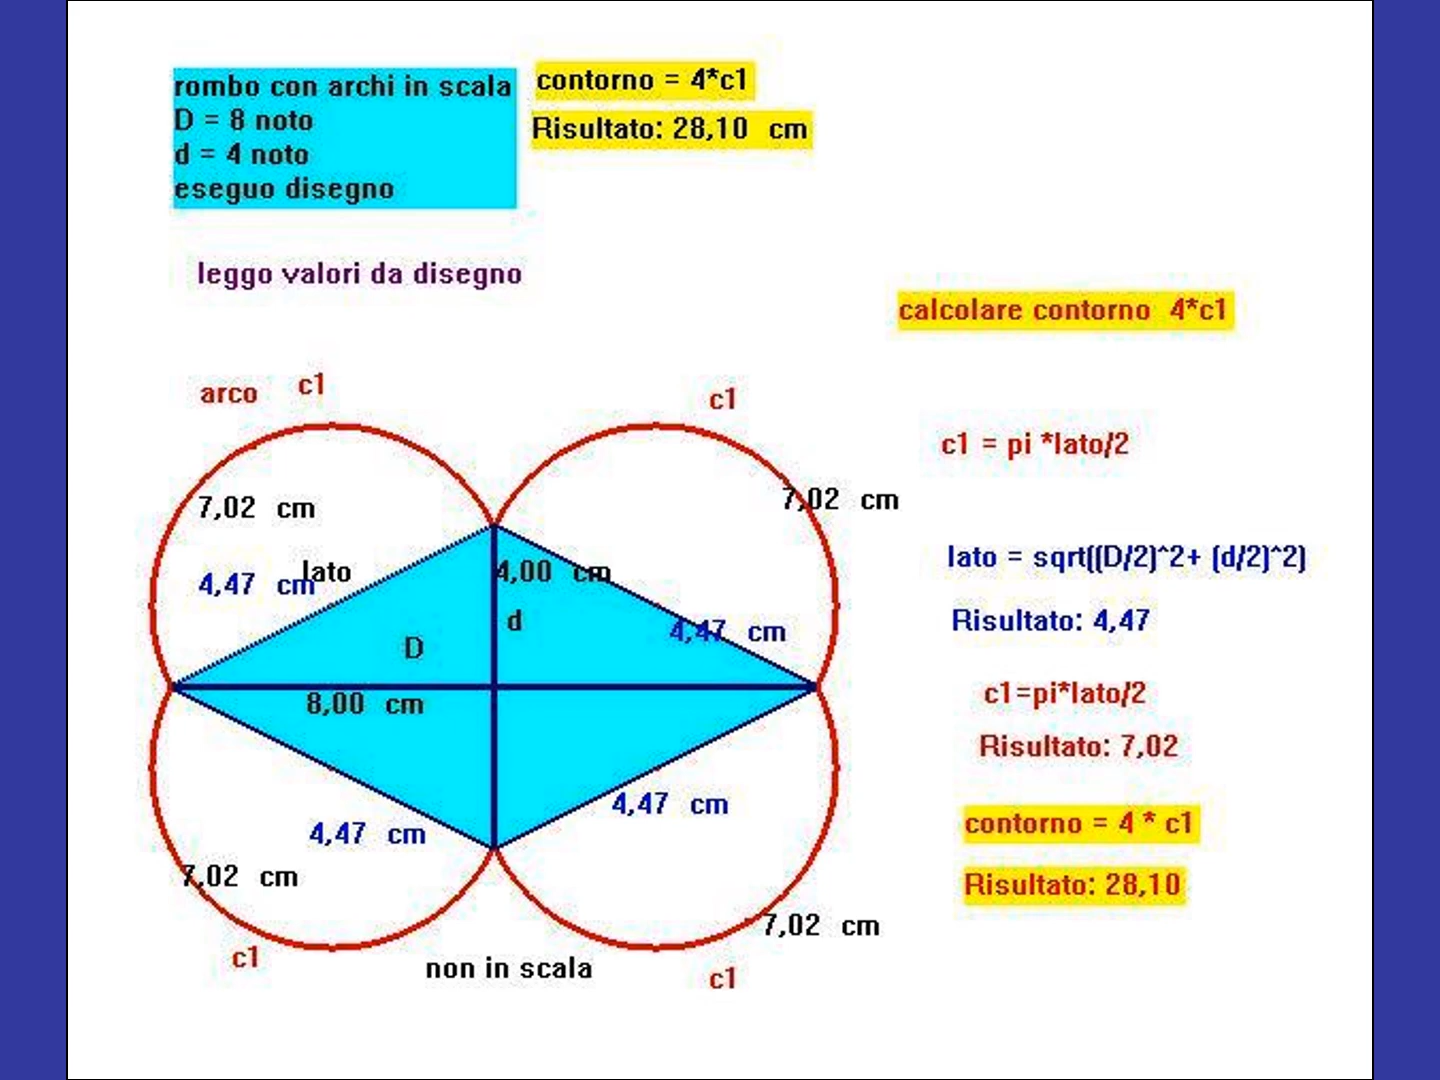 rombo con archi in scala
D = 8 noto
d = 4 noto
eseguo disegno
contorno = 4*c1
Risultato: 28,10 cm
leggo valori da disegno
calcolare contorno 4*c1
arco c1
c1
c1 = pi *lato/2
7,02 cm
7,02 cm
lato = sqrt((D/2)^2+ (d/2)^2)
lato
4,47 cm
4,00 cm
d
4,47 cm
Risultato: 4,47
D
8,00 cm
c1=pi*lato/2
Risultato: 7,02
4,47 cm
4,47 cm
contorno = 4 * c1
7,02 cm
Risultato: 28,10
7,02 cm
c1
non in scala
c1